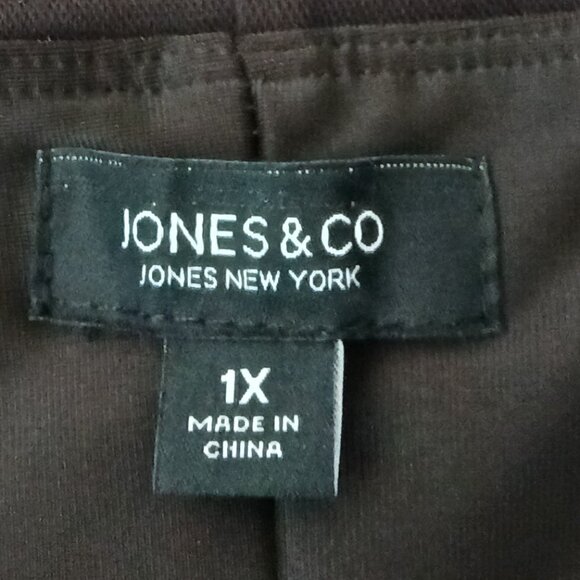 JONES & CO
JONES NEW YORK
1X
MADE IN
CHINA